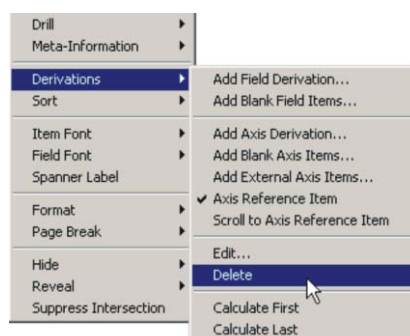 Drill
Meta-Information
Derivations
Sort
Item Font
Field Font
Spanner Label
Format
Page Break
Hide
Reveal
Suppress Intersection
Add Field Derivation...
Add Blank Field Items...
Add Axis Derivation...
Add Blank Axis Items...
Add External Axis Items...
Axis Reference Item
Scroll to Axis Reference Item
Edit...
Delete
Calculate First
Calculate Last